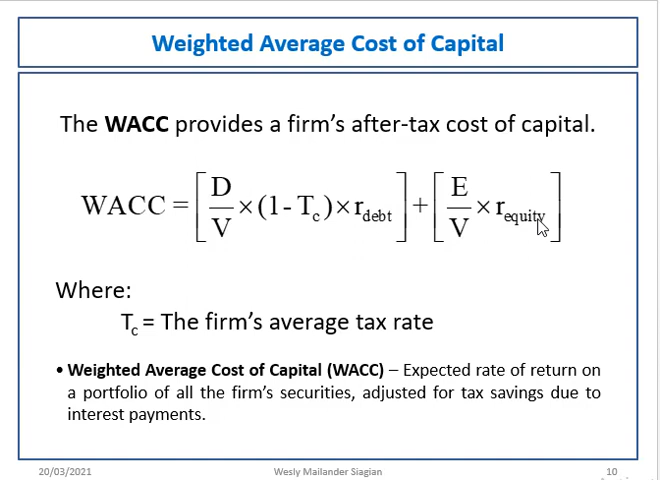 Weighted Average Cost of Capital
The WACC provides a firm's after-tax cost of capital.
WACC = [ D/V × (1 - Tc) × rdebt ] + [ E/V × requity ]
Where:
Tc = The firm's average tax rate
• Weighted Average Cost of Capital (WACC) – Expected rate of return on
a portfolio of all the firm's securities, adjusted for tax savings due to
interest payments.
20/03/2021 Wesly Mailander Siagian 10